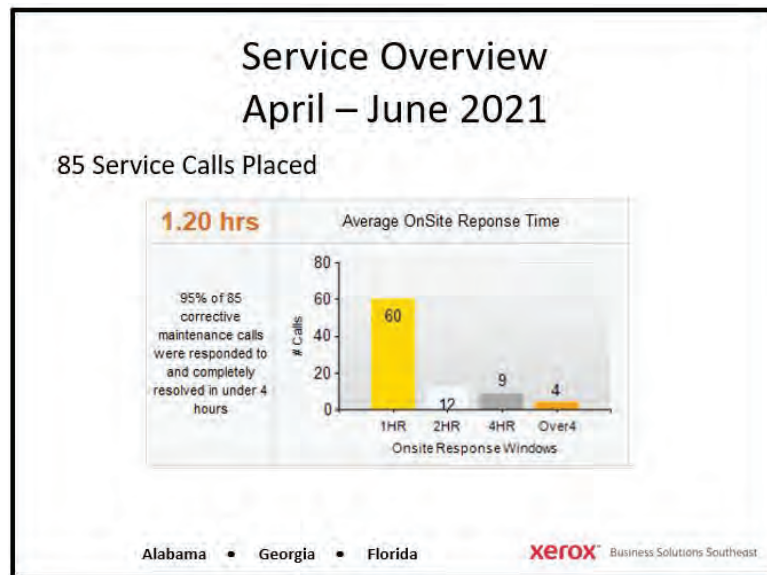 Service Overview
April – June 2021
85 Service Calls Placed
1.20 hrs
Average OnSite Reponse Time
95% of 85
corrective
maintenance calls
were responded to
and completely
resolved in under 4
hours
# Calls
80
60
40
20
0
60
12
9
4
1HR 2HR 4HR Over4
Onsite Response Windows
Alabama • Georgia • Florida
xerox™ Business Solutions Southeast